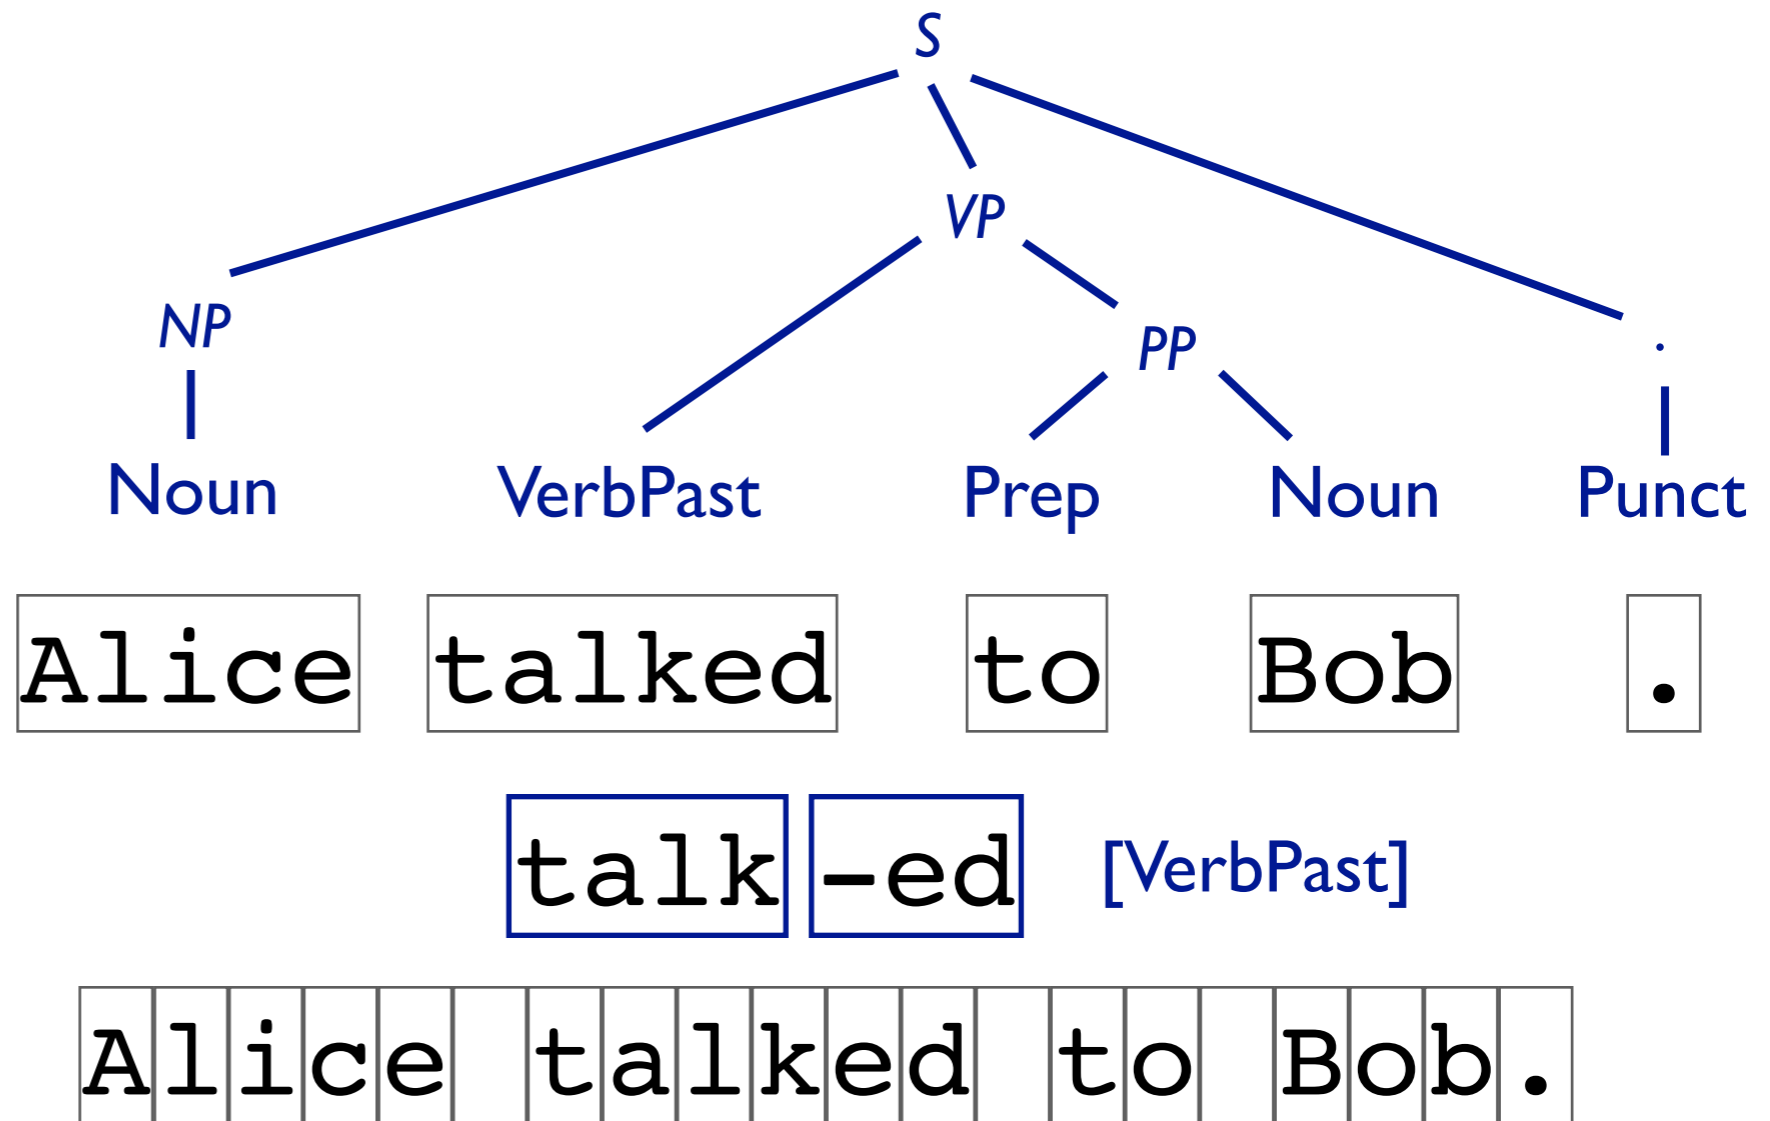 S
VP
NP
PP
.
Noun VerbPast Prep Noun Punct
Alice talked to Bob .
talk -ed [VerbPast]
Alice talked to Bob.